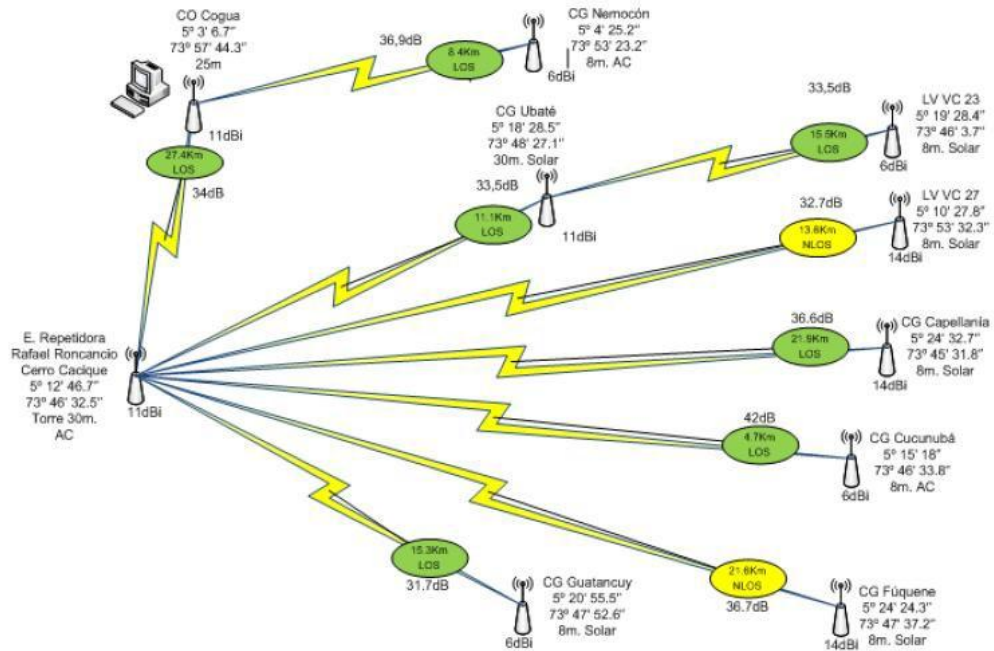 CO Cogua
5º 3' 6.7"
73º 57' 44.3"
25m
11dBi
36,9dB
8.4Km
LOS
CG Nemocón
5º 4' 25.2"
73º 53' 23.2"
8m. AC
6dBi
27.4Km
LOS
34dB
CG Ubaté
5º 18' 28.5"
73º 48' 27.1"
30m. Solar
33,5dB
11.1Km
LOS
11dBi
33,5dB
15.5Km
LOS
LV VC 23
5º 19' 28.4"
73º 46' 3.7"
8m. Solar
6dBi
32.7dB
13.6Km
NLOS
LV VC 27
5º 10' 27.8"
73º 53' 32.3"
8m. Solar
14dBi
E. Repetidora
Rafael Roncancio
Cerro Cacique
5º 12' 46.7"
73º 46' 32.5"
Torre 30m.
AC
11dBi
36.6dB
21.9Km
LOS
CG Capellanía
5º 24' 32.7"
73º 45' 31.8"
8m. Solar
14dBi
42dB
4.7Km
LOS
CG Cucunubá
5º 15' 18"
73º 46' 33.8"
8m. AC
6dBi
15.3Km
LOS
31.7dB
CG Guatancuy
5º 20' 55.5"
73º 47' 52.6"
8m. Solar
6dBi
21.6Km
NLOS
36.7dB
CG Fúquene
5º 24' 24.3"
73º 47' 37.2"
8m. Solar
14dBi